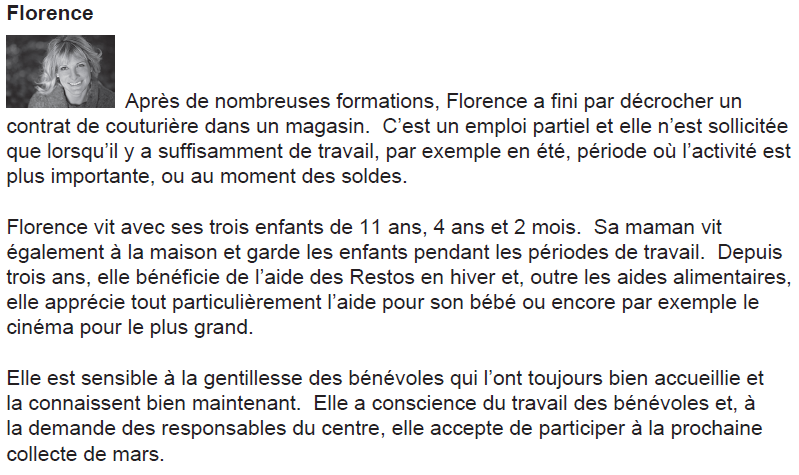 Florence
Après de nombreuses formations, Florence a fini par décrocher un
contrat de couturière dans un magasin.  C’est un emploi partiel et elle n’est sollicitée
que lorsqu’il y a suffisamment de travail, par exemple en été, période où l’activité est
plus importante, ou au moment des soldes.

Florence vit avec ses trois enfants de 11 ans, 4 ans et 2 mois.  Sa maman vit
également à la maison et garde les enfants pendant les périodes de travail.  Depuis
trois ans, elle bénéficie de l’aide des Restos en hiver et, outre les aides alimentaires,
elle apprécie tout particulièrement l’aide pour son bébé ou encore par exemple le
cinéma pour le plus grand.

Elle est sensible à la gentillesse des bénévoles qui l’ont toujours bien accueillie et
la connaissent bien maintenant.  Elle a conscience du travail des bénévoles et, à
la demande des responsables du centre, elle accepte de participer à la prochaine
collecte de mars.